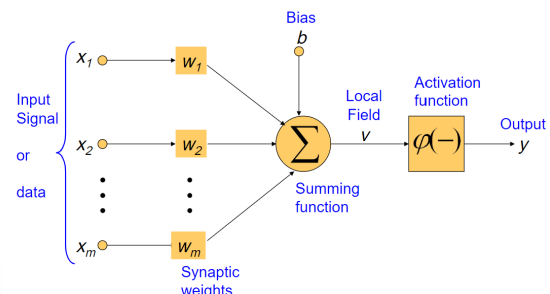 Bias
b
x1
w1
Input
Signal
or
data
x2
w2
∑
Local
Field
v
Activation
function
φ(−)
Output
y
Summing
function
xm
wm
Synaptic
weights